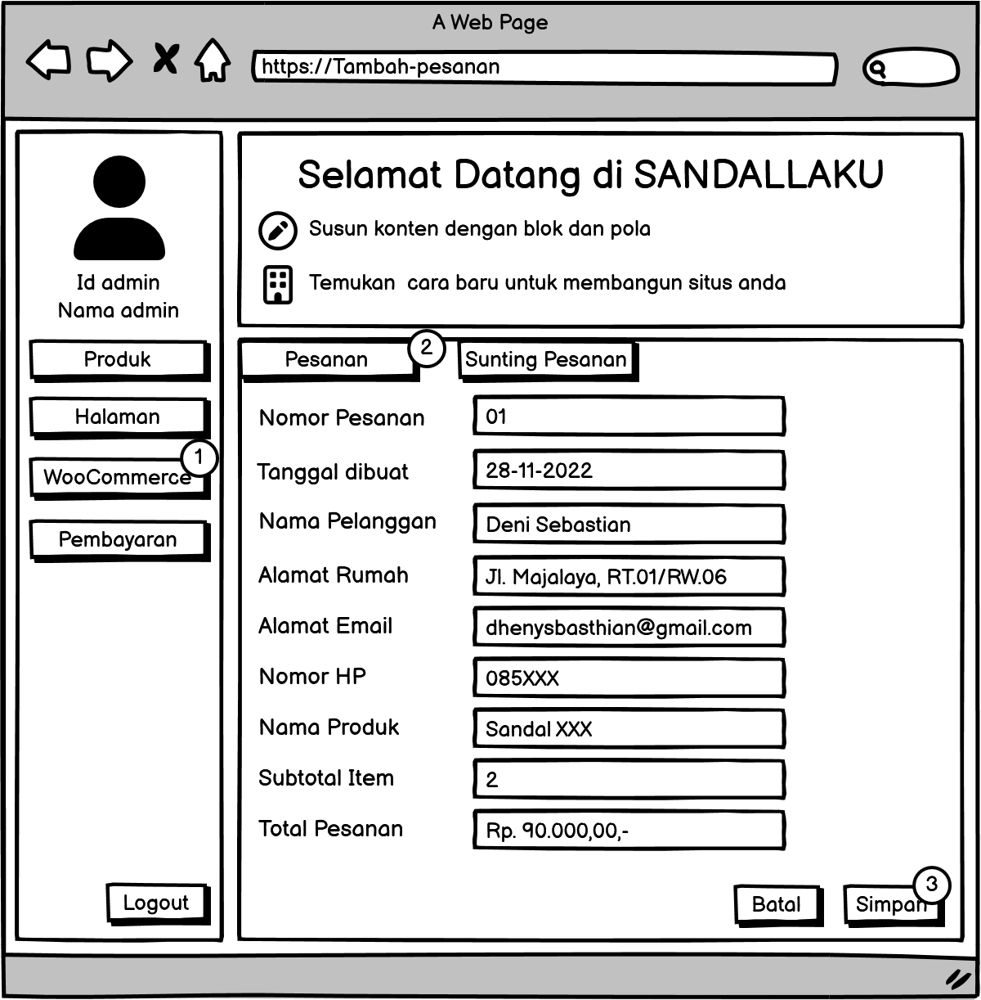 A Web Page
https://Tambah-pesanan
Id admin
Nama admin
Produk
Halaman
1
WooCommerce
Pembayaran
Logout
Selamat Datang di SANDALLAKU
Susun konten dengan blok dan pola
Temukan cara baru untuk membangun situs anda
Pesanan
2
Sunting Pesanan
Nomor Pesanan 01
Tanggal dibuat 28-11-2022
Nama Pelanggan Deni Sebastian
Alamat Rumah Jl. Majalaya, RT.01/RW.06
Alamat Email dhenysbasthian@gmail.com
Nomor HP 085XXX
Nama Produk Sandal XXX
Subtotal Item 2
Total Pesanan Rp. 90.000,00,-
Batal
Simpan
3